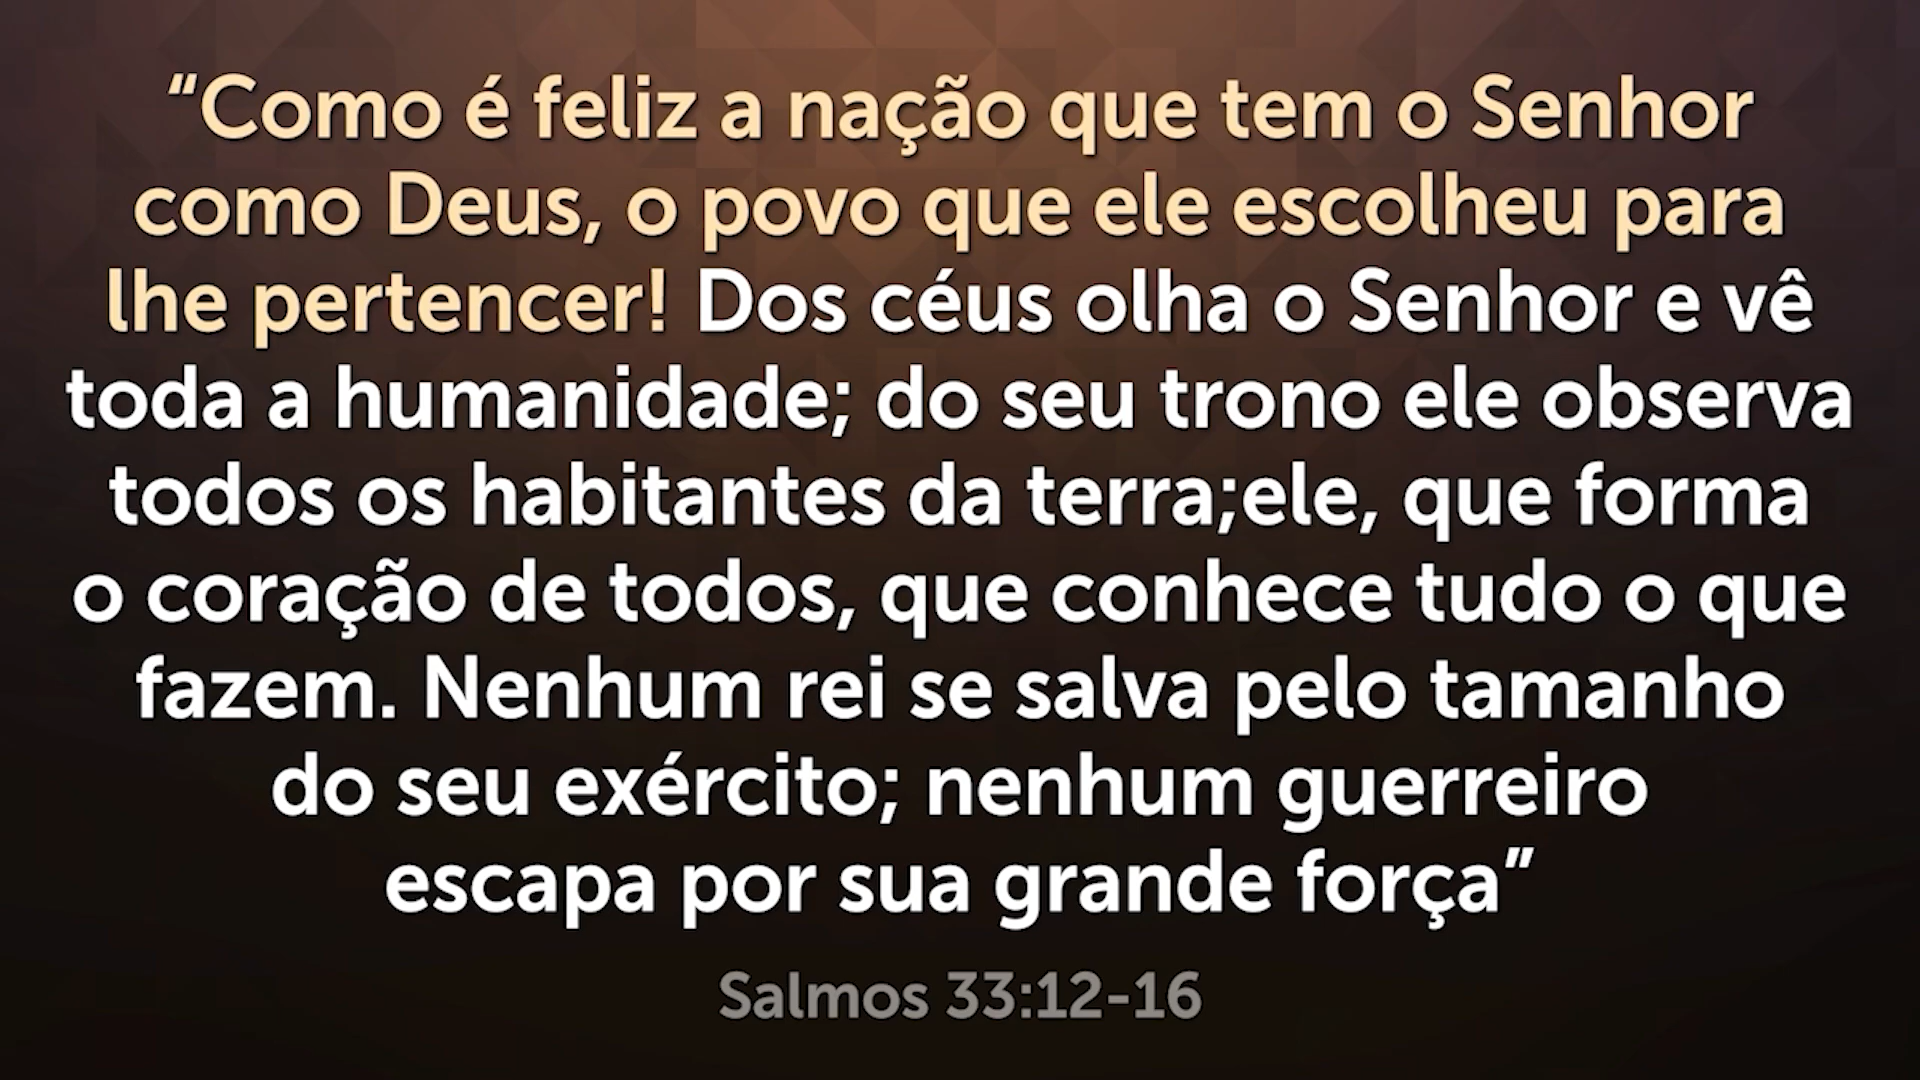 “Como é feliz a nação que tem o Senhor
como Deus, o povo que ele escolheu para
lhe pertencer! Dos céus olha o Senhor e vê
toda a humanidade; do seu trono ele observa
todos os habitantes da terra;ele, que forma
o coração de todos, que conhece tudo o que
fazem. Nenhum rei se salva pelo tamanho
do seu exército; nenhum guerreiro
escapa por sua grande força”
Salmos 33:12-16